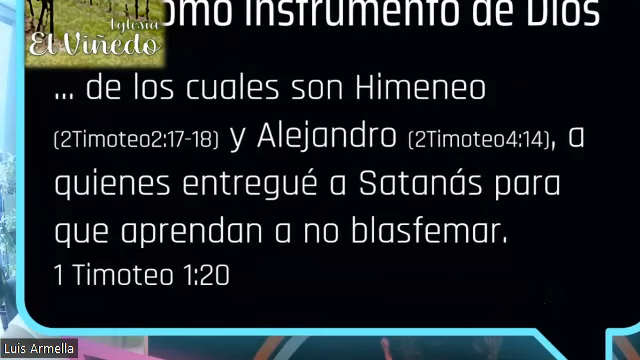 Iglesia
El Viñedo
omo instrumento de Dios
... de los cuales son Himeneo
(2Timoteo2:17-18) y Alejandro (2Timoteo4:14), a
quienes entregué a Satanás para
que aprendan a no blasfemar.
1 Timoteo 1:20
Luis Armella